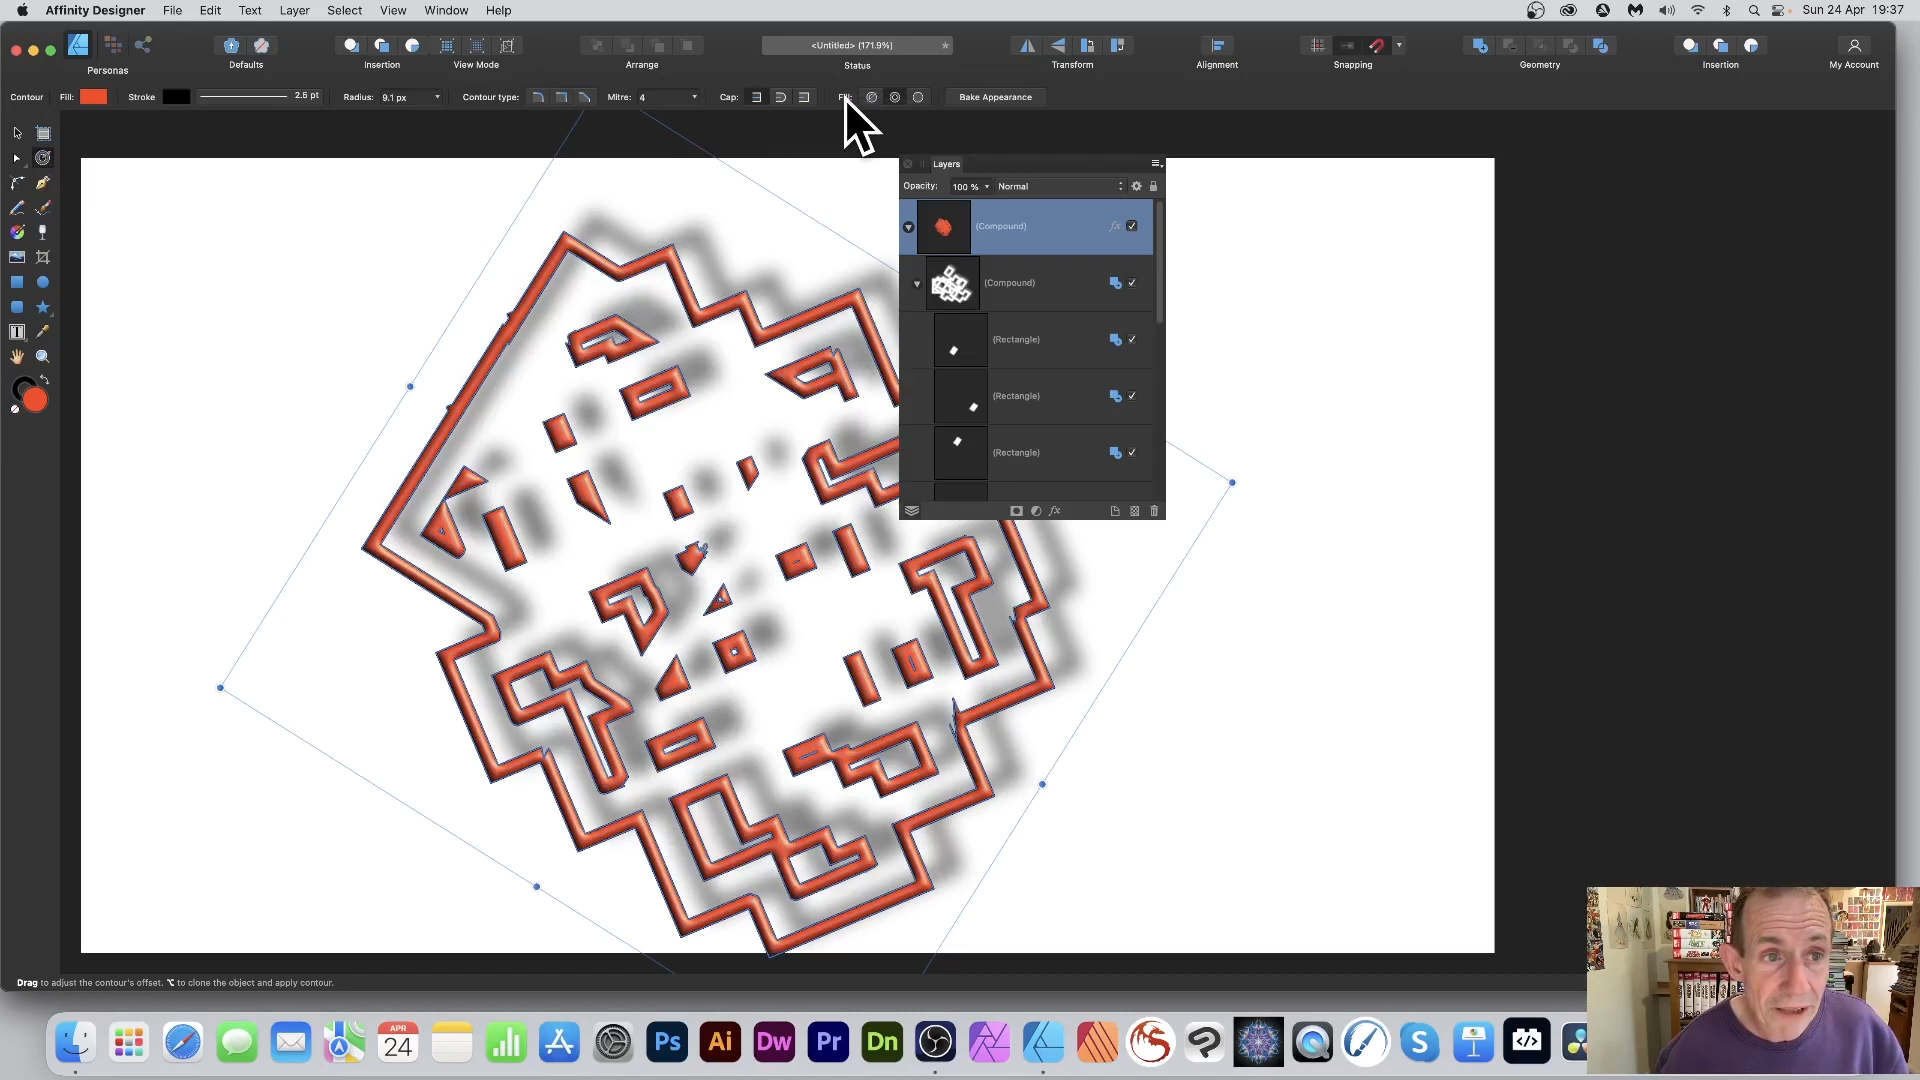 Affinity Designer File Edit Text Layer Select View Window Help Sun 24 Apr 19:37
<Untitled> (171.9%) *
Personas Defaults Insertion View Mode Arrange Status Transform Alignment Snapping Geometry Insertion My Account
Contour Fill: Stroke 2.5 pt Radius: 9.1 px Contour type: Mitre: 4 Cap: Fill: Bake Appearance
Layers
Opacity: 100 % Normal
(Compound) fx
(Compound)
(Rectangle)
(Rectangle)
(Rectangle)
fx
Drag to adjust the contour's offset. ⌥ to clone the object and apply contour.
APR
24
Ps Ai Dw Pr Dn S </>